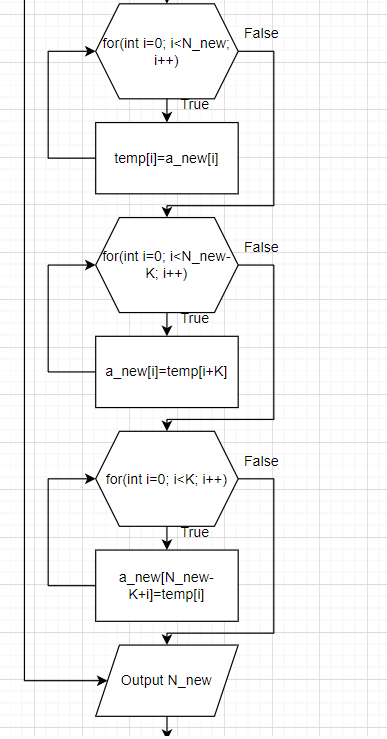 False
for(int i=0; i<N_new;
i++)
True
temp[i]=a_new[i]
False
for(int i=0; i<N_new-
K; i++)
True
a_new[i]=temp[i+K]
False
for(int i=0; i<K; i++)
True
a_new[N_new-
K+i]=temp[i]
Output N_new